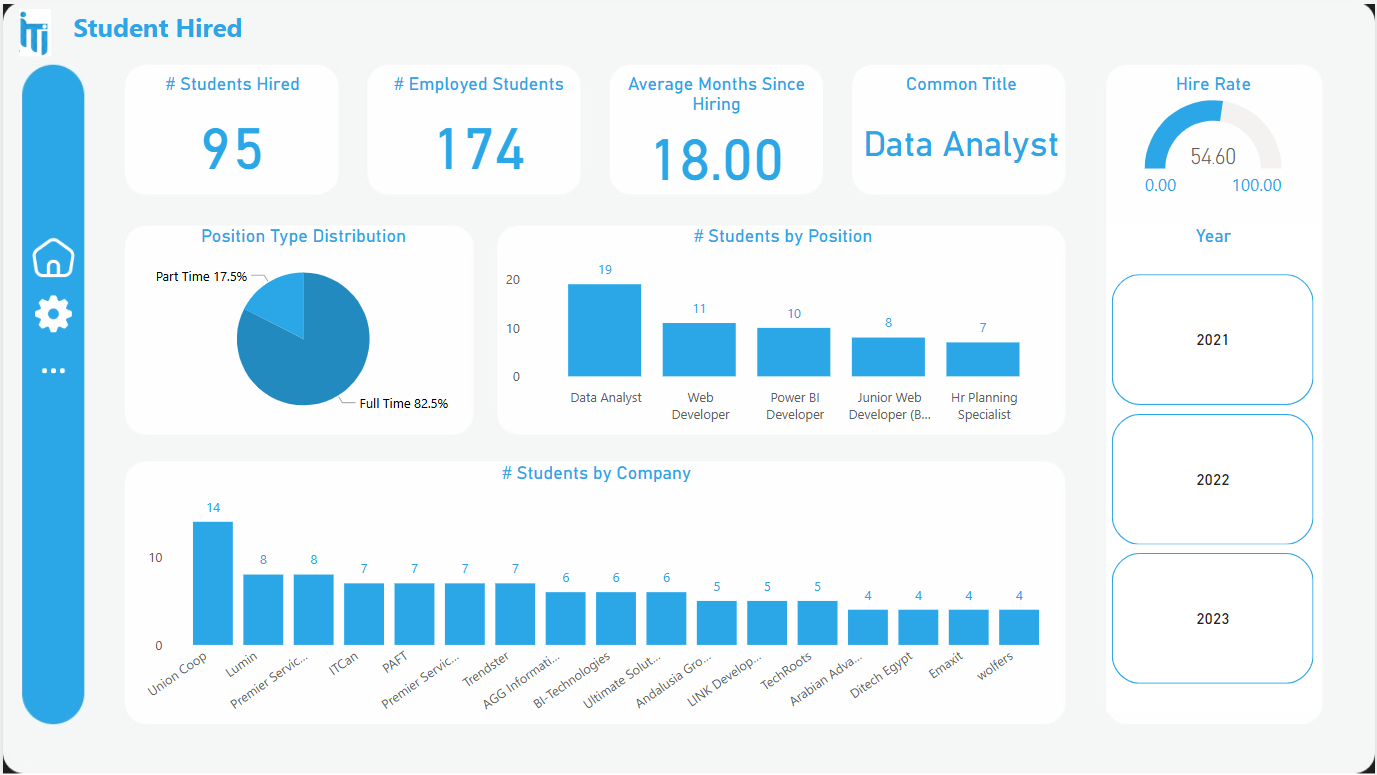 iTi
Student Hired
# Students Hired
95
# Employed Students
174
Average Months Since
Hiring
18.00
Common Title
Data Analyst
Hire Rate
54.60
0.00
100.00
Position Type Distribution
Part Time 17.5%
Full Time 82.5%
# Students by Position
20
10
0
19
11
10
8
7
Data Analyst
Web
Developer
Power BI
Developer
Junior Web
Developer (B...
Hr Planning
Specialist
Year
2021
2022
2023
# Students by Company
10
0
14
8
8
7
7
7
7
6
6
6
5
5
5
4
4
4
4
Union Coop
Lumin
Premier Servic...
ITCan
PAFT
Premier Servic...
Trendster
AGG Informati...
BI-Technologies
Ultimate Solut...
Andalusia Gro...
LINK Develop...
TechRoots
Arabian Adva...
Ditech Egypt
Emaxit
wolfers